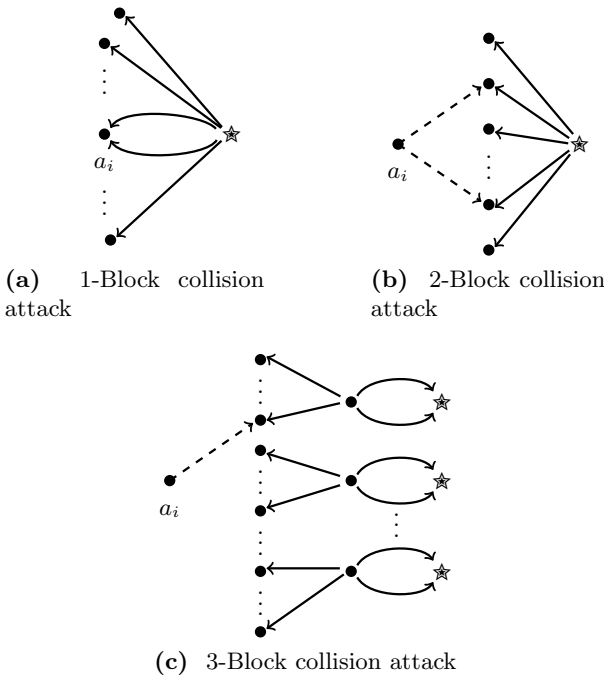 a_i
(a) 1-Block collision
attack
a_i
(b) 2-Block collision
attack
a_i
(c) 3-Block collision attack